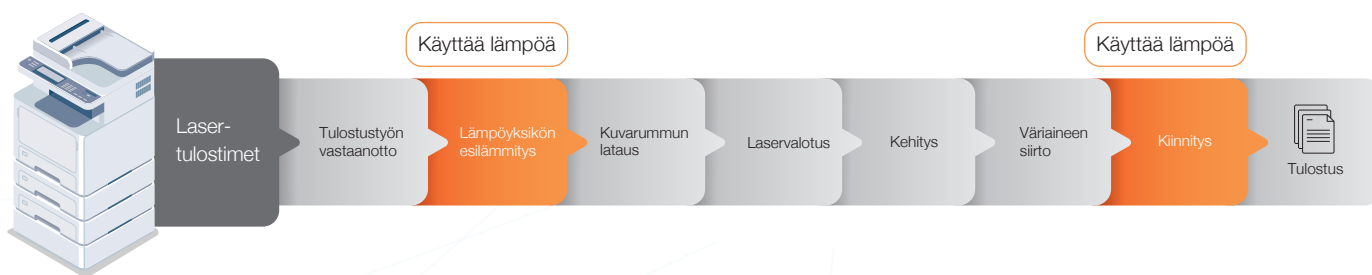 Käyttää lämpöä
Käyttää lämpöä
Laser-
tulostimet
Tulostustyön
vastaanotto
Lämpöyksikön
esilämmitys
Kuvarummun
lataus
Laservalotus
Kehitys
Väriaineen
siirto
Kiinnitys
Tulostus